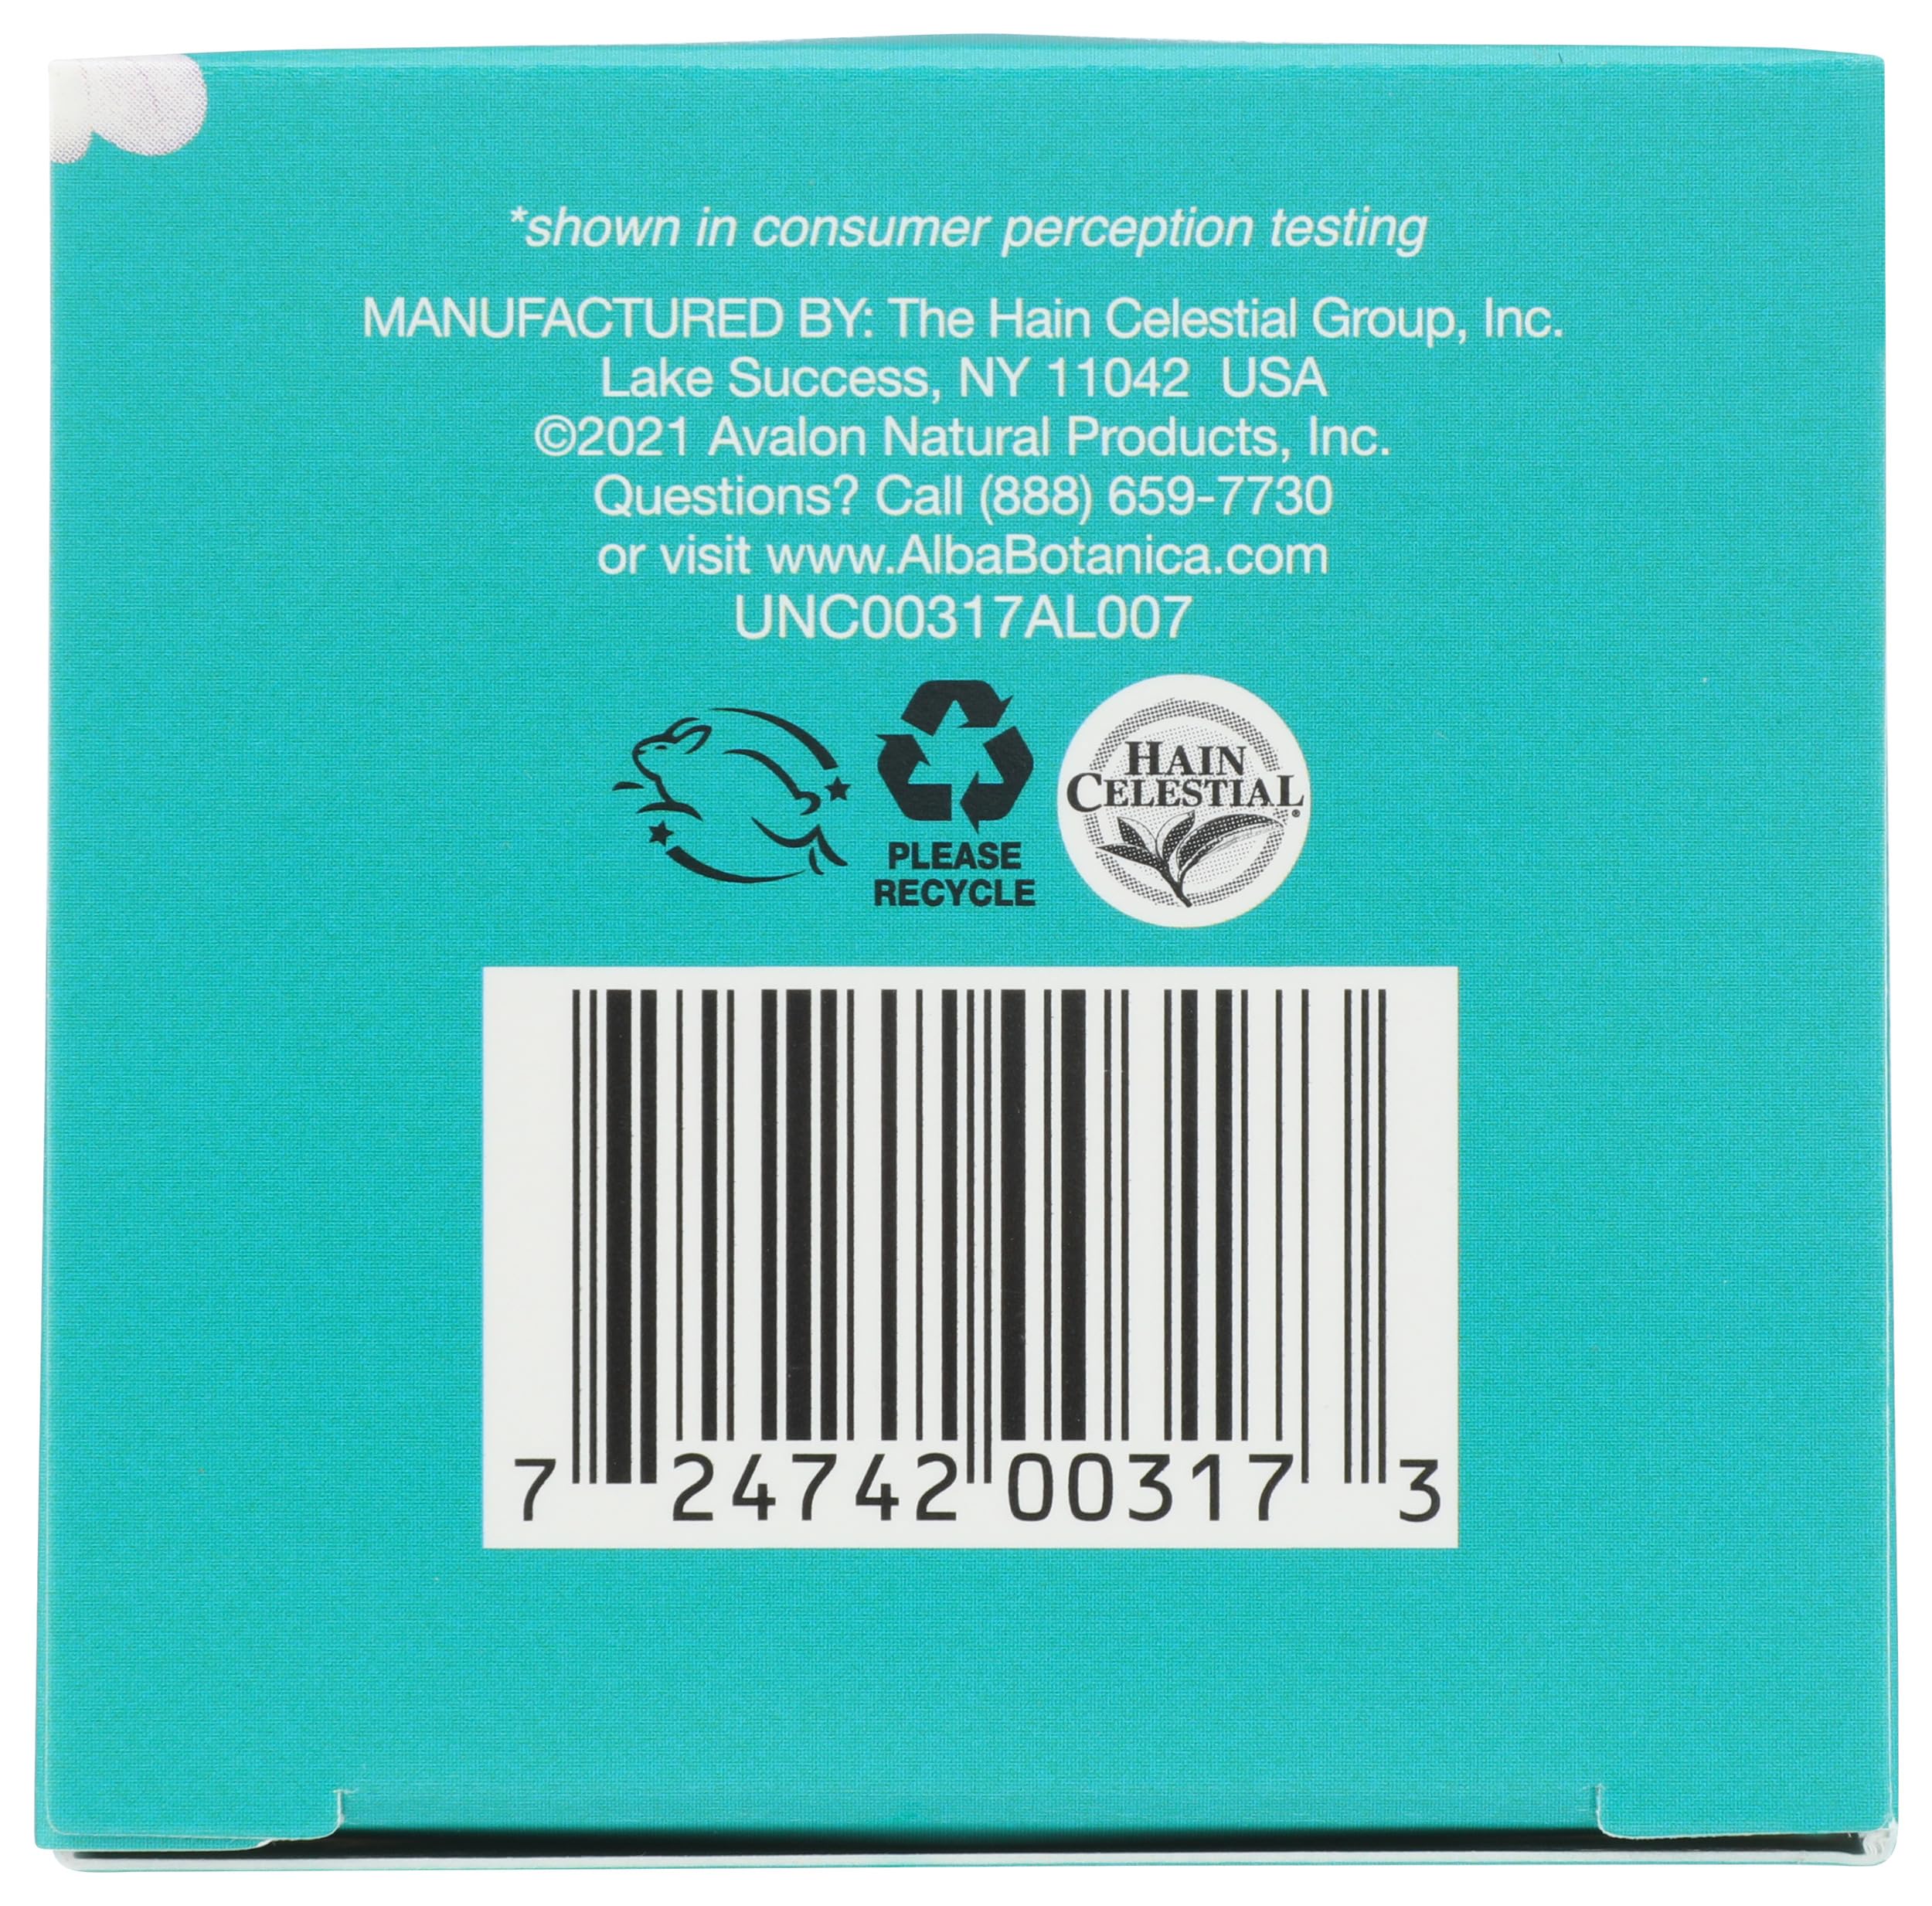 *shown in consumer perception testing
MANUFACTURED BY: The Hain Celestial Group, Inc.
Lake Success, NY 11042 USA
©2021 Avalon Natural Products, Inc.
Questions? Call (888) 659-7730
or visit www.AlbaBotanica.com
UNC00317AL007
PLEASE
RECYCLE
HAIN
CELESTIAL®
7 24742 00317 3